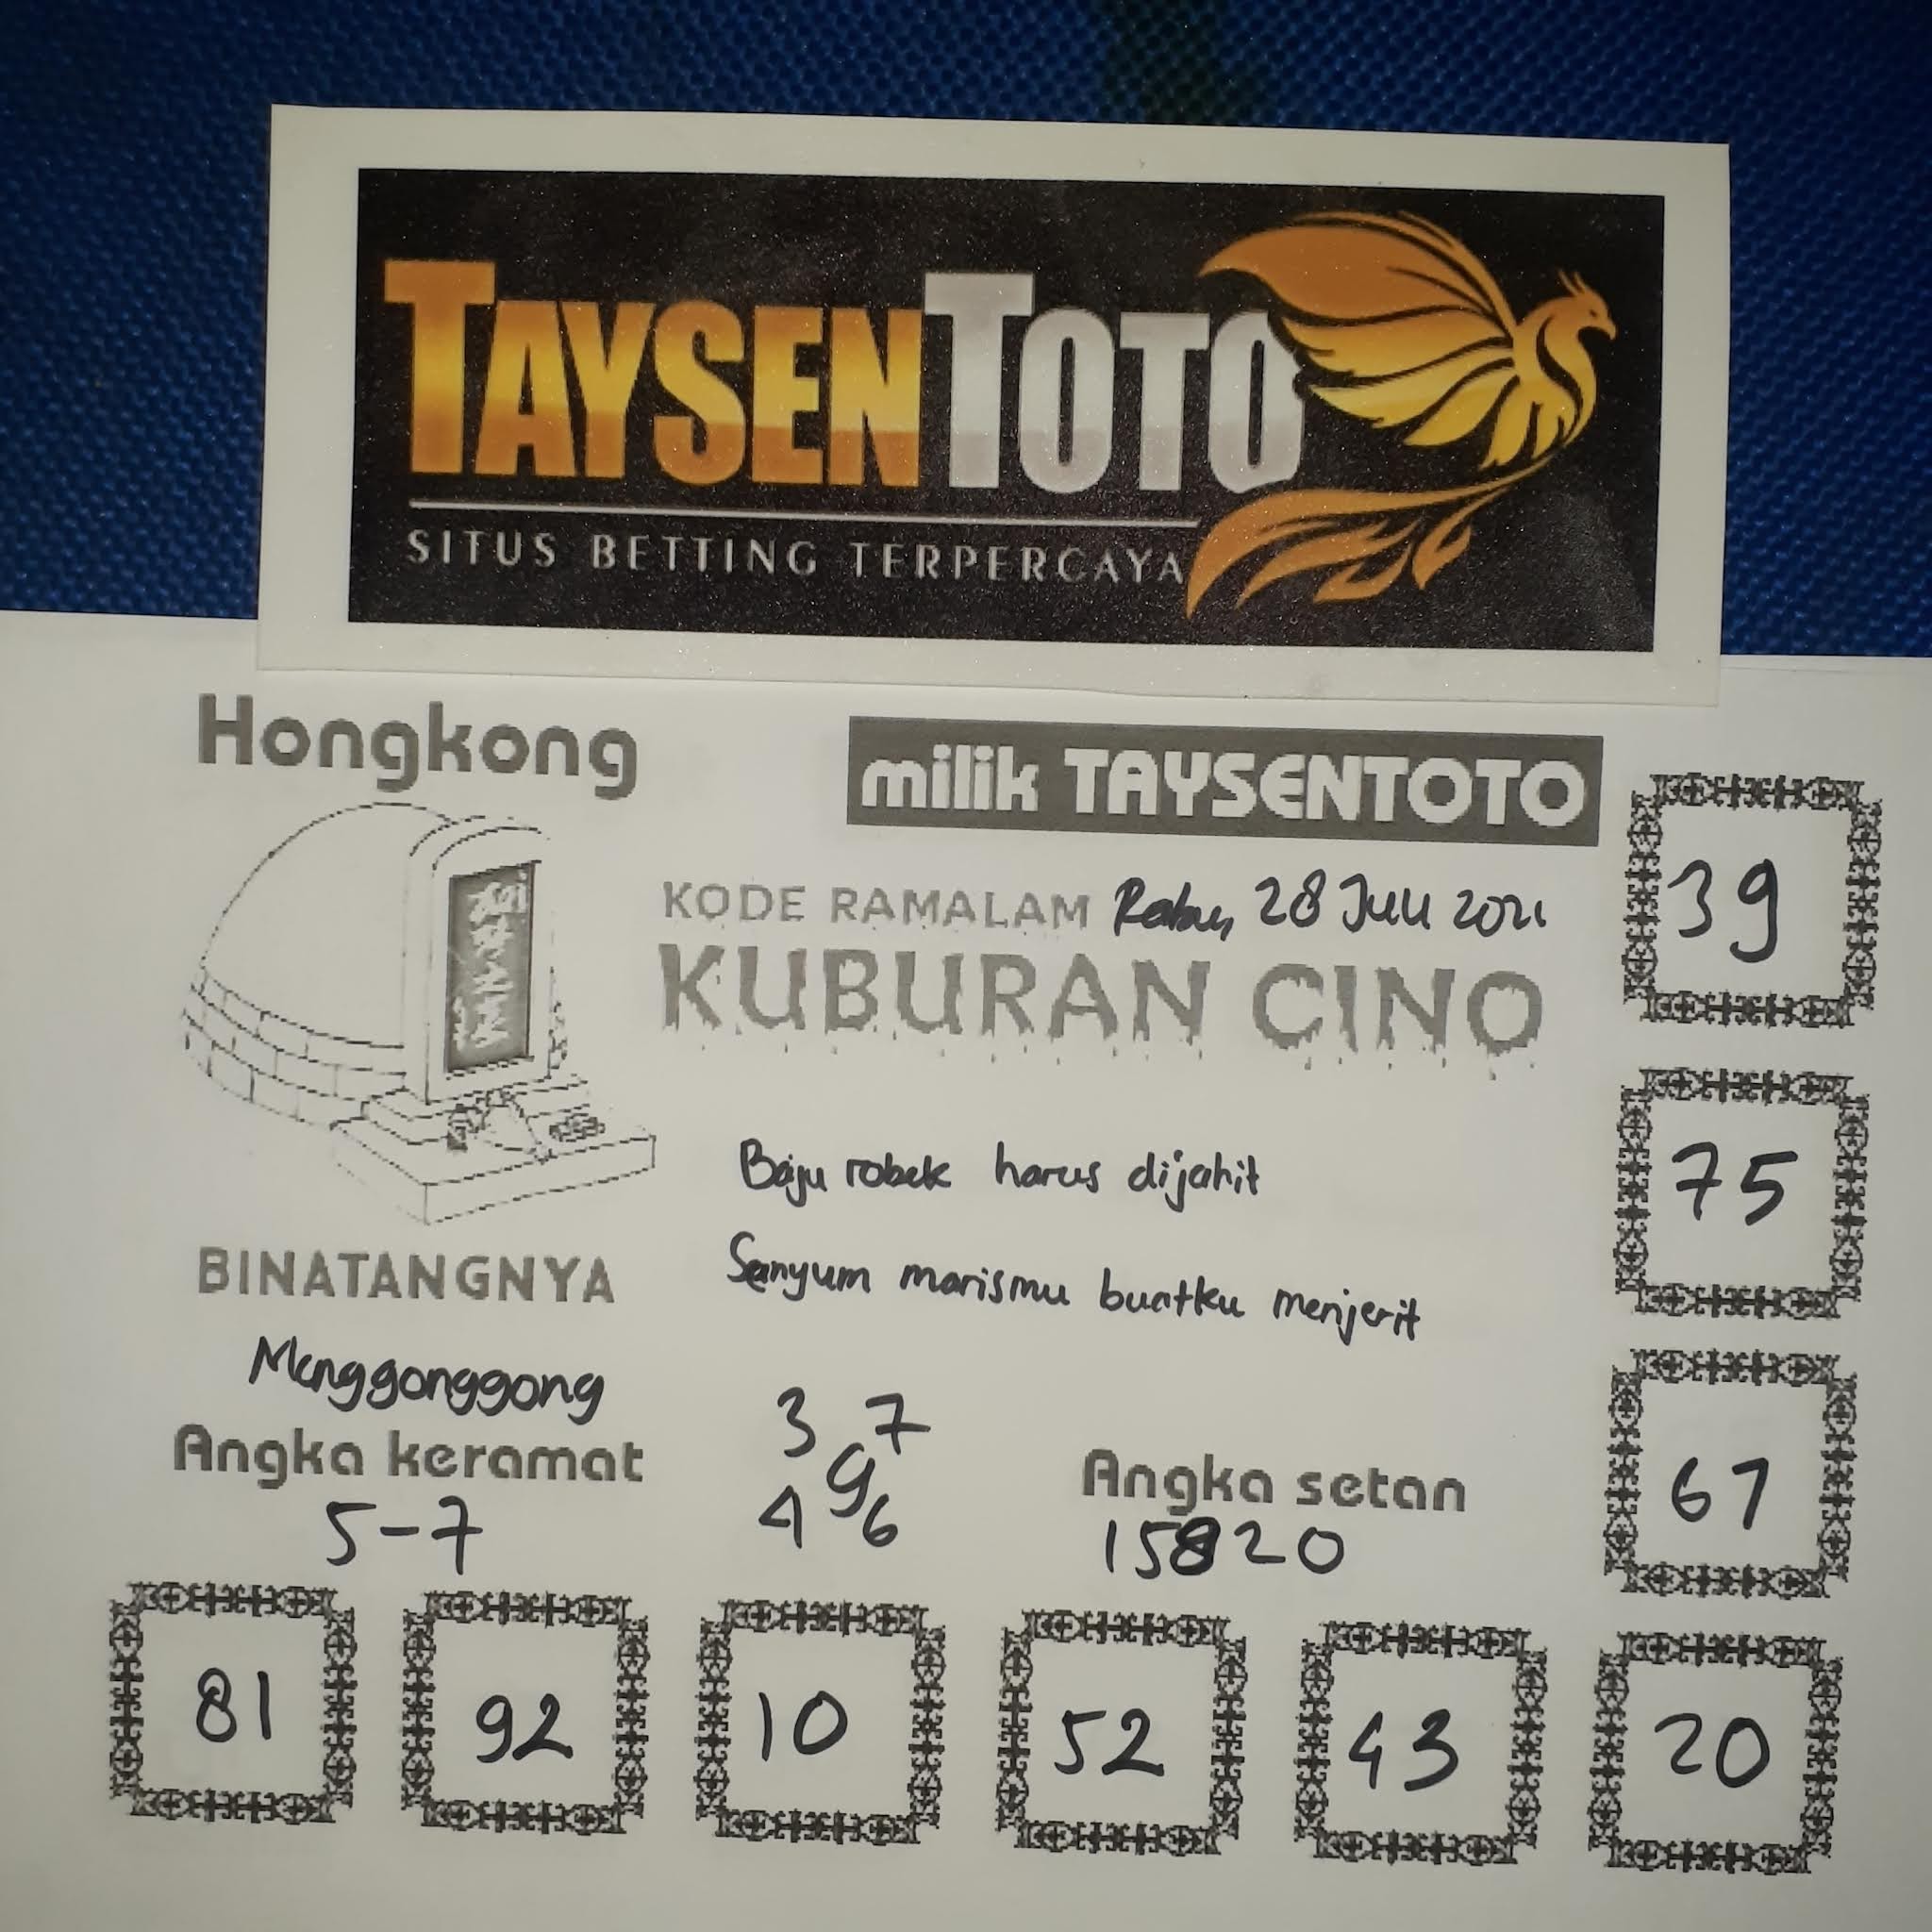 TAYSENTOTO
SITUS BETTING TERPERCAYA
Hongkong
milik TAYSENTOTO
KODE RAMALAM Rabu, 28 Juli 2021
KUBURAN CINO
39
75
67
Baju robek harus dijahit
Senyum marismu buatku menjerit
BINATANGNYA
Menggonggong
Angka keramat
5-7
3 7
9
4 6
Angka setan
15820
81 92 10 52 43 20